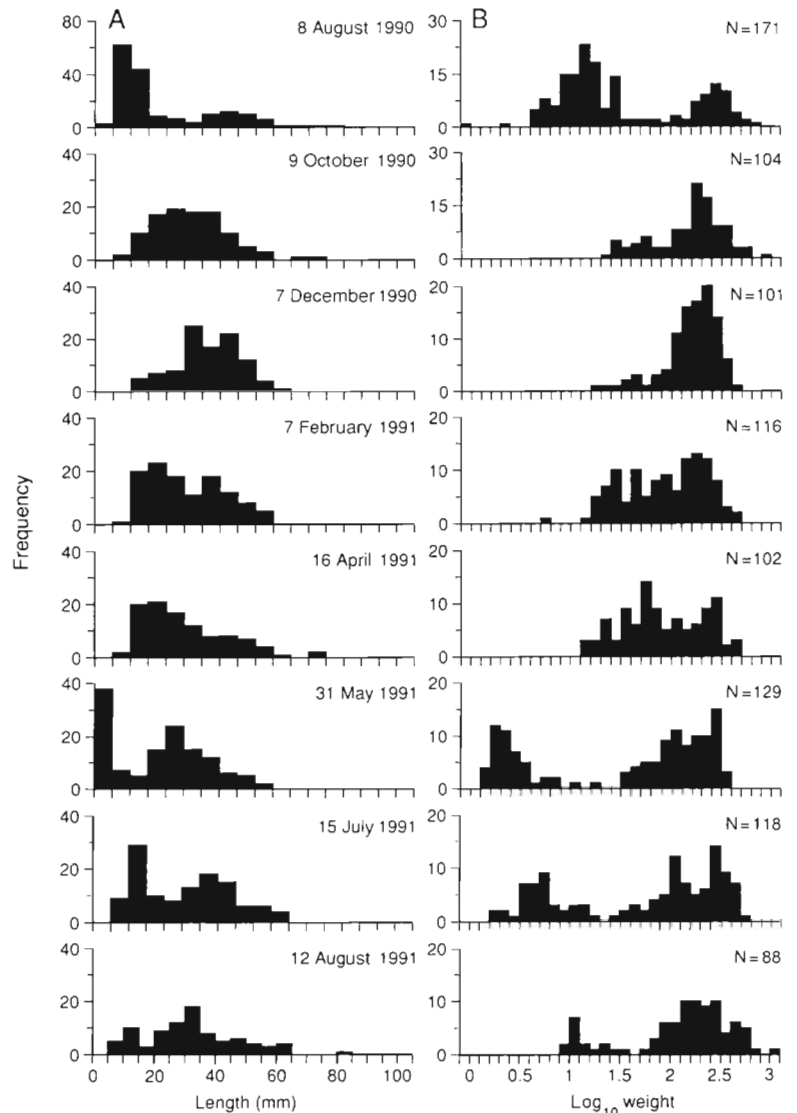 A
B
80
40
0
8 August 1990
30
15
0
N=171
40
20
0
9 October 1990
30
15
0
N=104
40
20
0
7 December 1990
20
10
0
N=101
40
20
0
7 February 1991
20
10
0
N=116
Frequency
40
20
0
16 April 1991
20
10
0
N=102
40
20
0
31 May 1991
20
10
0
N=129
40
20
0
15 July 1991
20
10
0
N=118
40
20
0
12 August 1991
20
10
0
N=88
0 20 40 60 80 100
0 0.5 1 1.5 2 2.5 3
Length (mm)
Log10 weight